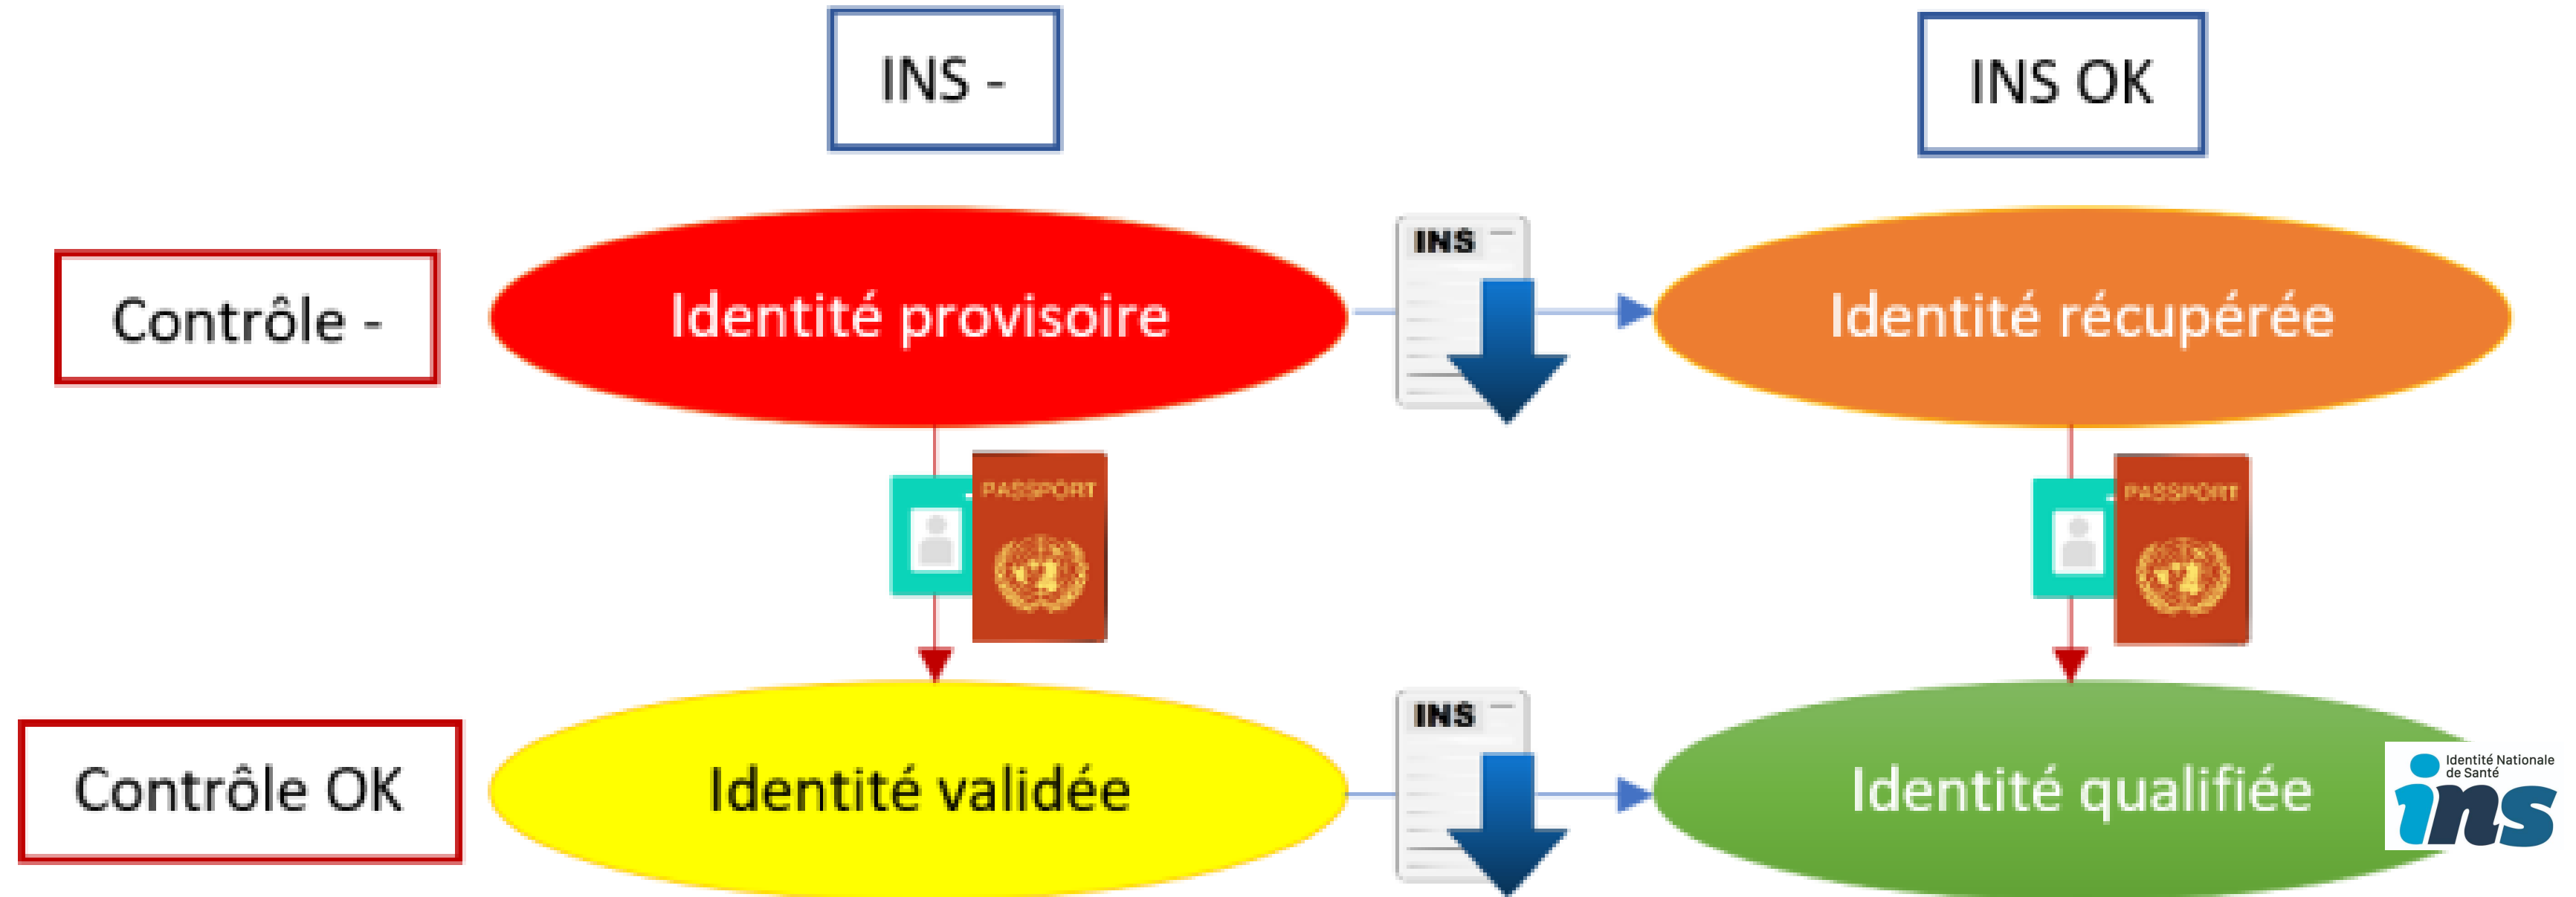 INS -
INS OK
Contrôle -
Identité provisoire
INS
Identité récupérée
PASSPORT
PASSPORT
Contrôle OK
Identité validée
INS
Identité qualifiée
Identité Nationale
de Santé
ins